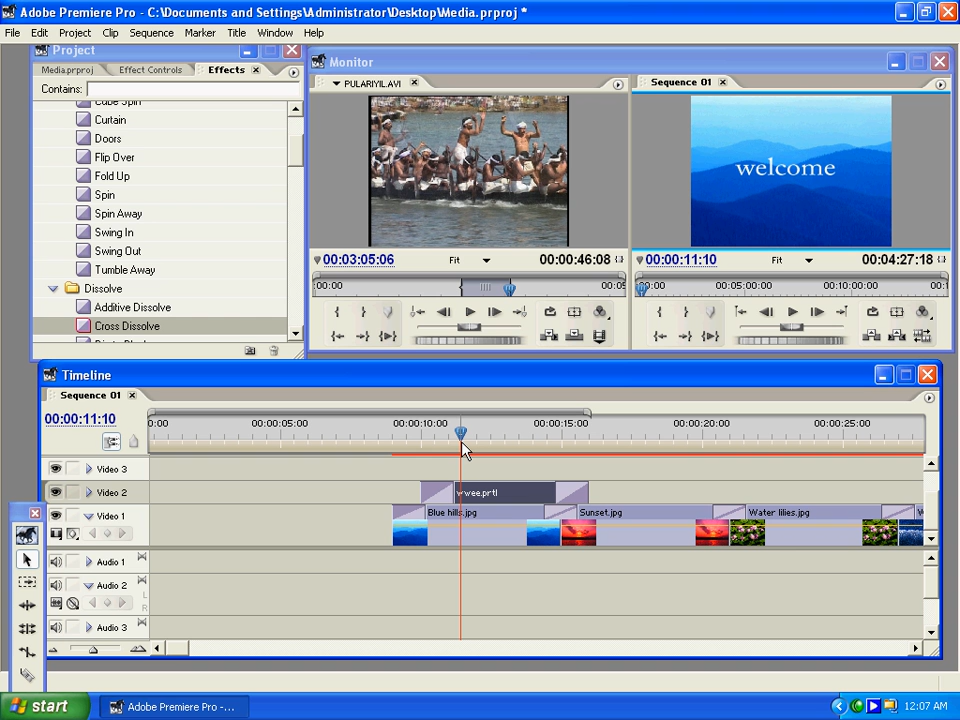 Adobe Premiere Pro - C:\Documents and Settings\Administrator\Desktop\Media.prproj *
File Edit Project Clip Sequence Marker Title Window Help
Project
Media.prproj Effect Controls Effects
Contains:
Cube Spin
Curtain
Doors
Flip Over
Fold Up
Spin
Spin Away
Swing In
Swing Out
Tumble Away
Dissolve
Additive Dissolve
Cross Dissolve
Monitor
PULARIYILAVI
Sequence 01
welcome
00:03:05:06 Fit 00:00:46:08
00:00:11:10 Fit 00:04:27:18
:00:00
00:00 00:05:00:00 00:10:00:00
Timeline
Sequence 01
00:00:11:10
00:00:05:00 00:00:10:00 00:00:15:00 00:00:20:00 00:00:25:00
Video 3
Video 2
wwee.prtl
Video 1
Blue hills.jpg Sunset.jpg Water lilies.jpg
Audio 1
Audio 2
L
R
Audio 3
start
Adobe Premiere Pro -...
12:07 AM